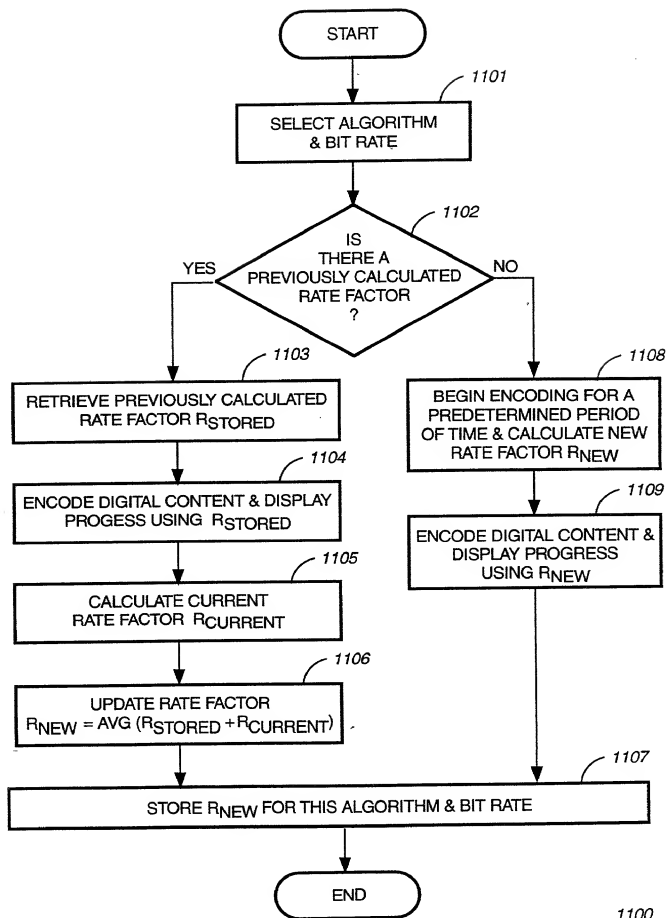 START
1101
SELECT ALGORITHM
& BIT RATE
1102
IS
THERE A
PREVIOUSLY CALCULATED
RATE FACTOR
?
YES
NO
1103
RETRIEVE PREVIOUSLY CALCULATED
RATE FACTOR RSTORED
1104
ENCODE DIGITAL CONTENT & DISPLAY
PROGESS USING RSTORED
1105
CALCULATE CURRENT
RATE FACTOR RCURRENT
1106
UPDATE RATE FACTOR
RNEW = AVG (RSTORED +RCURRENT)
1108
BEGIN ENCODING FOR A
PREDETERMINED PERIOD
OF TIME & CALCULATE NEW
RATE FACTOR RNEW
1109
ENCODE DIGITAL CONTENT &
DISPLAY PROGRESS
USING RNEW
1107
STORE RNEW FOR THIS ALGORITHM & BIT RATE
END
1100